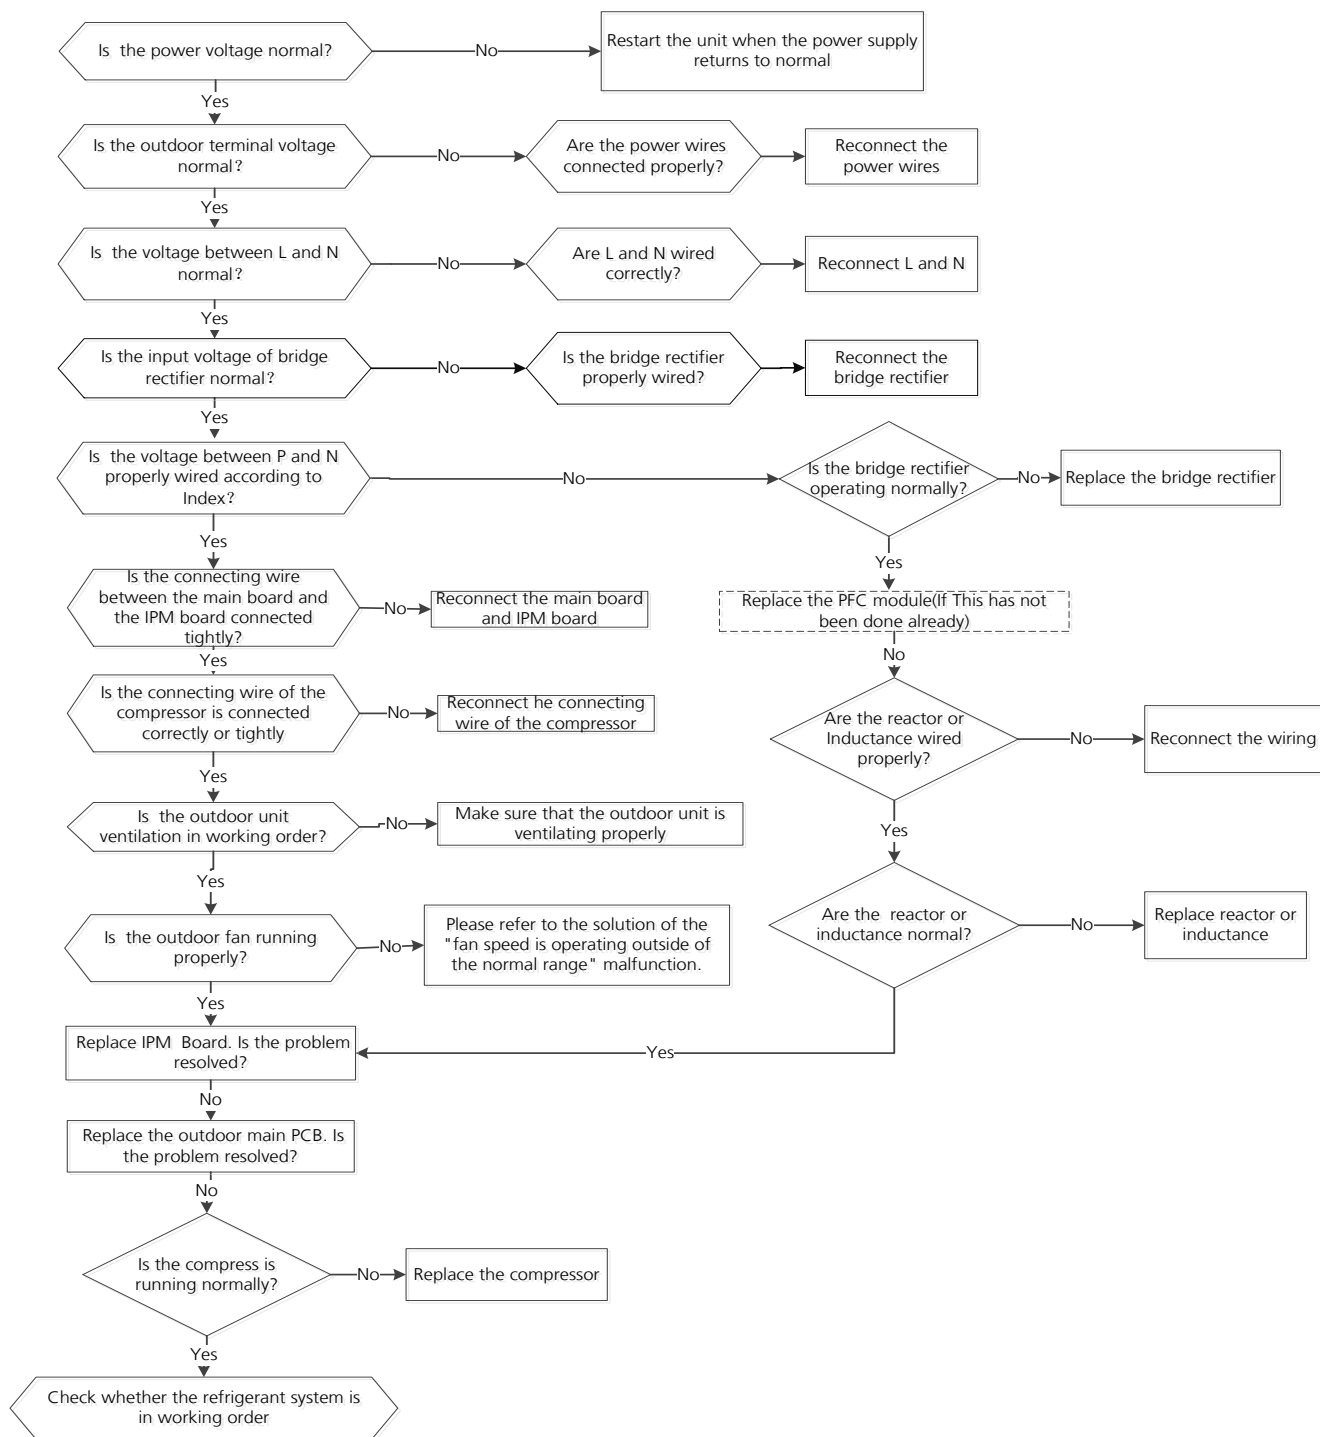 Is the power voltage normal?
No
Restart the unit when the power supply
returns to normal
Yes
Is the outdoor terminal voltage
normal?
No
Are the power wires
connected properly?
Reconnect the
power wires
Yes
Is the voltage between L and N
normal?
No
Are L and N wired
correctly?
Reconnect L and N
Yes
Is the input voltage of bridge
rectifier normal?
No
Is the bridge rectifier
properly wired?
Reconnect the
bridge rectifier
Yes
Is the voltage between P and N
properly wired according to
Index?
No
Is the bridge rectifier
operating normally?
No
Replace the bridge rectifier
Yes
Yes
Is the connecting wire
between the main board and
the IPM board connected
tightly?
No
Reconnect the main board
and IPM board
Replace the PFC module(If This has not
been done already)
No
Yes
Is the connecting wire of the
compressor is connected
correctly or tightly
No
Reconnect he connecting
wire of the compressor
Are the reactor or
Inductance wired
properly?
No
Reconnect the wiring
Yes
Is the outdoor unit
ventilation in working order?
No
Make sure that the outdoor unit is
ventilating properly
Yes
Yes
Is the outdoor fan running
properly?
No
Please refer to the solution of the
"fan speed is operating outside of
the normal range" malfunction.
Are the reactor or
inductance normal?
No
Replace reactor or
inductance
Yes
Replace IPM Board. Is the problem
resolved?
Yes
No
Replace the outdoor main PCB. Is
the problem resolved?
No
Is the compress is
running normally?
No
Replace the compressor
Yes
Check whether the refrigerant system is
in working order